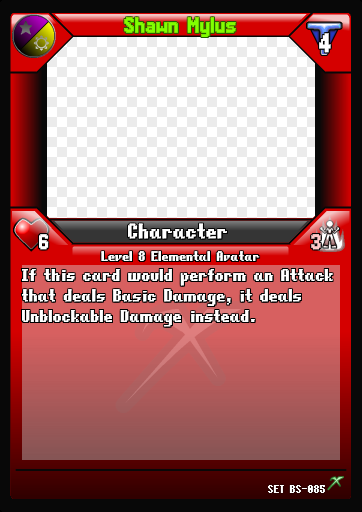 Shawn Mylus
4
Character
6
3
Level 8 Elemental Avatar
If this card would perform an Attack
that deals Basic Damage, it deals
Unblockable Damage instead.
SET BS-085